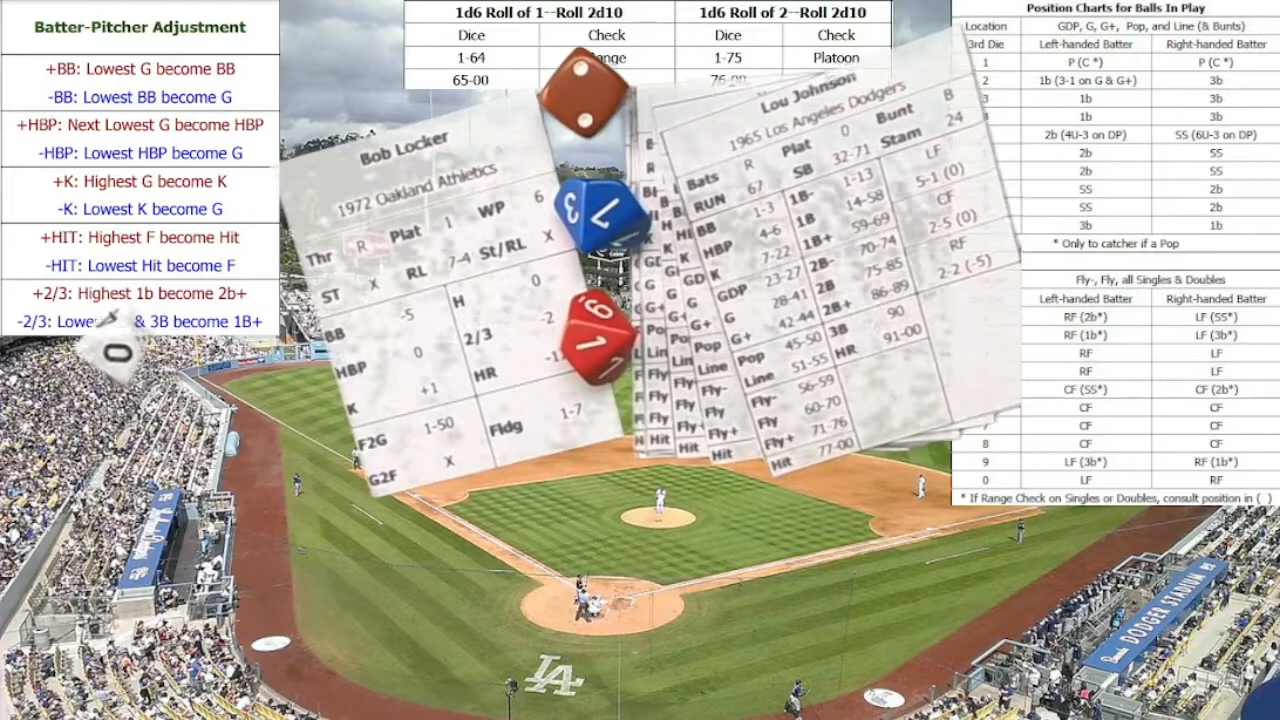 Batter-Pitcher Adjustment
+BB: Lowest G become BB
-BB: Lowest BB become G
+HBP: Next Lowest G become HBP
-HBP: Lowest HBP become G
+K: Highest G become K
-K: Lowest K become G
+HIT: Highest F become Hit
-HIT: Lowest Hit become F
+2/3: Highest 1b become 2b+
& 3B become 1B+
1d6 Roll of 1--Roll 2d10
1d6 Roll of 2--Roll 2d10
Dice Check Dice Check
1-64 1-75 Platoon
65-00
Position Charts for Balls In Play
Location GDP, G, G+, Pop, and Line (& Bunts)
3rd Die Left-handed Batter Right-handed Batter
1 P (C *) P (C *)
2 1b (3-1 on G & G+) 3b
3 1b 3b
1b 3b
2b (4U-3 on DP) SS (6U-3 on DP)
2b SS
2b SS
SS 2b
SS 2b
3b 1b
* Only to catcher if a Pop
Fly-, Fly, all Singles & Doubles
Left-handed Batter Right-handed Batter
RF (2b*) LF (SS*)
RF (1b*) LF (3b*)
RF LF
RF LF
CF (SS*) CF (2b*)
CF CF
7 CF CF
8 CF CF
9 LF (3b*) RF (1b*)
0 LF RF
* If Range Check on Singles or Doubles, consult position in ( )
Bob Locker
1972 Oakland Athletics
Thr R Plat 1 WP 6
ST X RL 7-4 St/RL X
BB -5 H 0
HBP 0 2/3 -2
K +1 HR
F2G 1-50 Fldg 1-7
G2F X
Lou Johnson
1965 Los Angeles Dodgers
Bats R Plat 0 Bunt B
RUN 67 SB 32-71 Stam 24
BB 1-3 1B- 1-13 LF
HBP 4-6 1B 14-58 5-1 (0)
K 7-22 1B+ 59-69 CF
GDP 23-27 2B- 70-74 2-5 (0)
G 28-41 2B 75-85 RF
G+ 42-44 2B+ 86-89 2-2 (-5)
Pop 45-50 3B 90
Line 51-55 HR 91-00
Fly- 56-59
Fly 60-70
Fly+ 71-76
Hit 77-00
3
1
9
1
0
LA
DODGER STADIUM